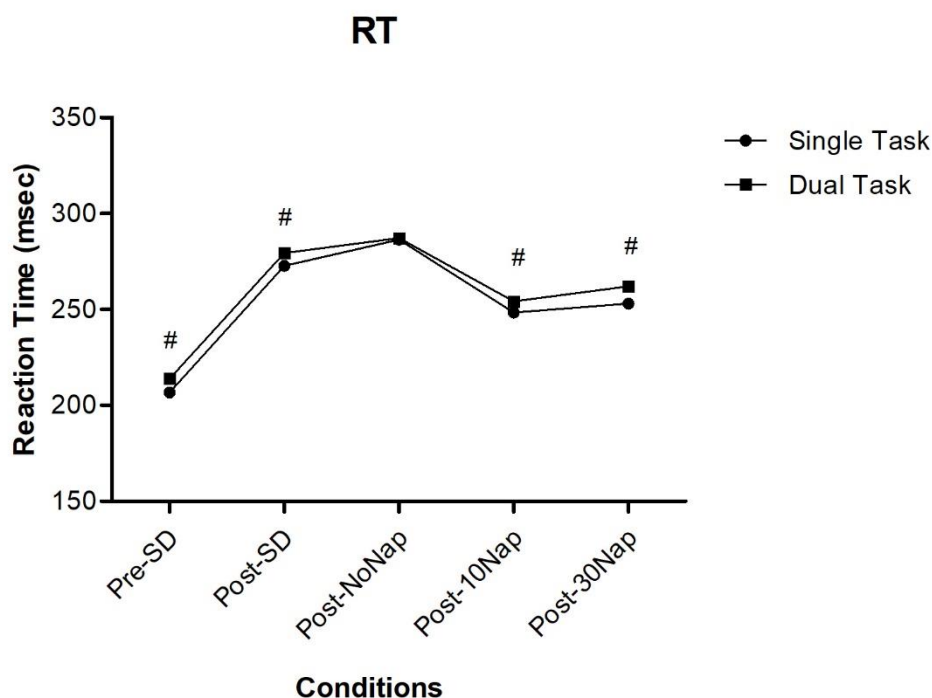 RT
350
300
250
200
150
Reaction Time (msec)
#
#
#
#
Single Task
Dual Task
Pre-SD
Post-SD
Post-NoNap
Post-10Nap
Post-30Nap
Conditions